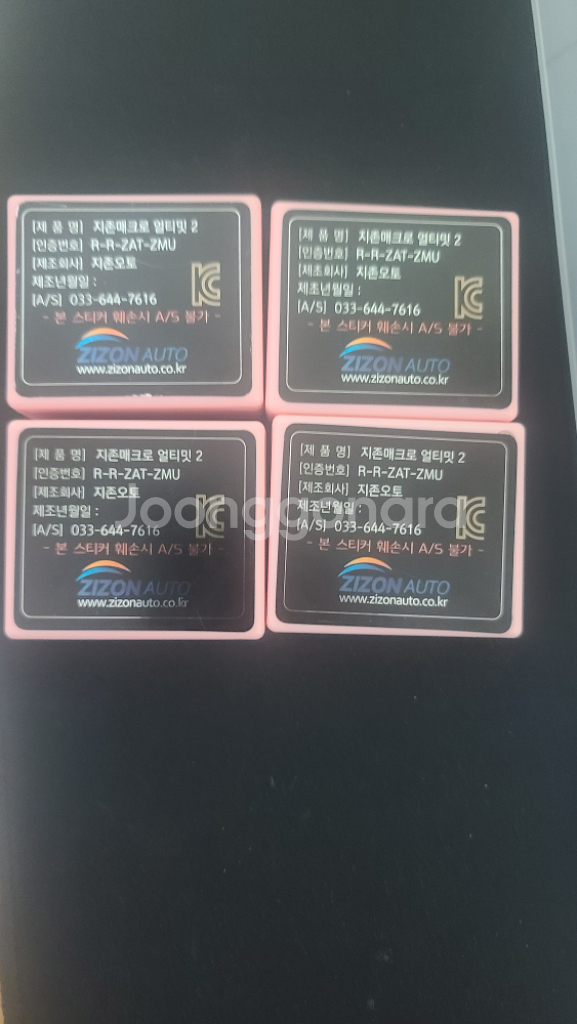 [제 품 명] 지존매크로 얼티밋 2
[인증번호] R-R-ZAT-ZMU
[제조회사] 지존오토
제조년월일 :
[A/S] 033-644-7616
- 본 스티커 훼손시 A/S 불가 -
ZIZON AUTO
www.zizonauto.co.kr
[제 품 명] 지존매크로 얼티밋 2
[인증번호] R-R-ZAT-ZMU
[제조회사] 지존오토
제조년월일 :
[A/S] 033-644-7616
- 본 스티커 훼손시 A/S 불가 -
ZIZON AUTO
www.zizonauto.co.kr
[제 품 명] 지존매크로 얼티밋 2
[인증번호] R-R-ZAT-ZMU
[제조회사] 지존오토
제조년월일 :
[A/S] 033-644-7616
- 본 스티커 훼손시 A/S 불가 -
ZIZON AUTO
www.zizonauto.co.kr
[제 품 명] 지존매크로 얼티밋 2
[인증번호] R-R-ZAT-ZMU
[제조회사] 지존오토
제조년월일 :
[A/S] 033-644-7616
- 본 스티커 훼손시 A/S 불가 -
ZIZON AUTO
www.zizonauto.co.kr
Joonggonara